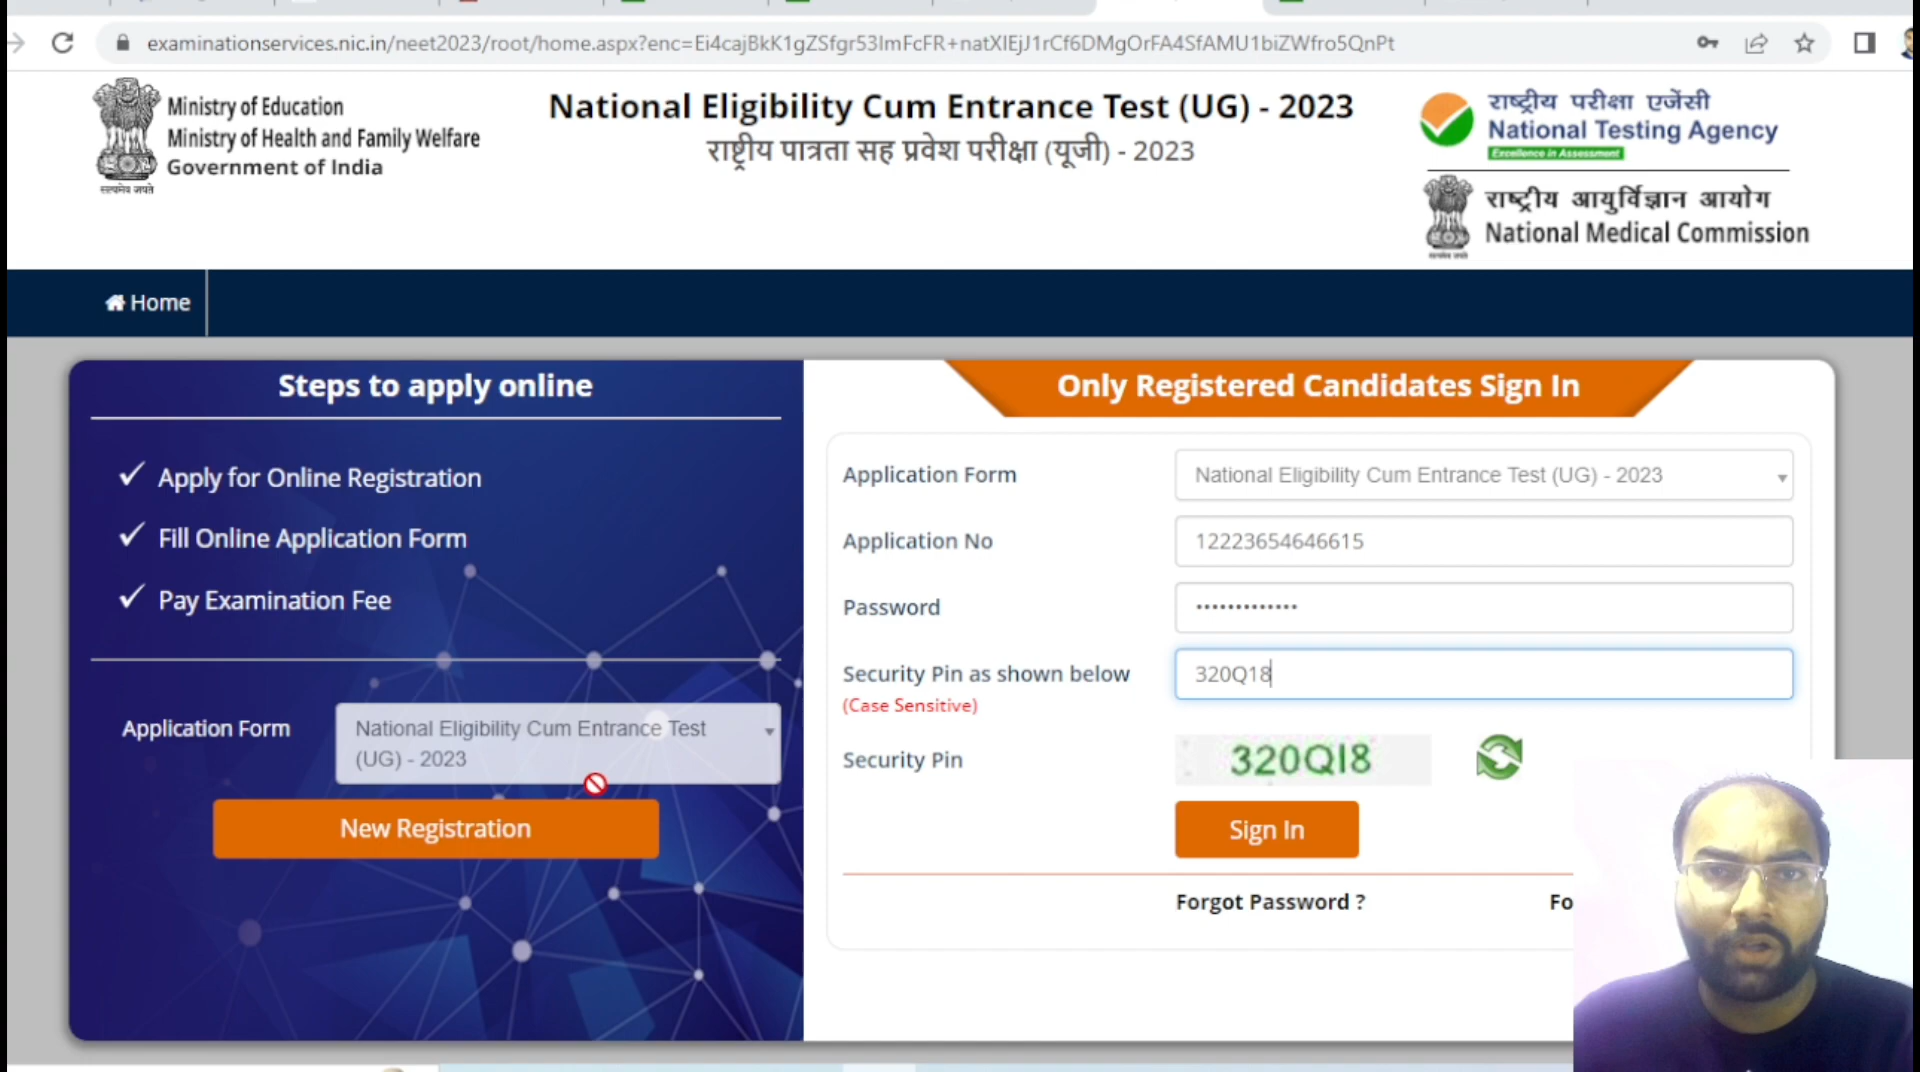 examinationservices.nic.in/neet2023/root/home.aspx?enc=Ei4cajBkK1gZSfgr53ImFcFR+natXIEjJ1rCf6DMgOrFA4SfAMU1biZWfro5QnPt
Ministry of Education
Ministry of Health and Family Welfare
Government of India
सत्यमेव जयते
National Eligibility Cum Entrance Test (UG) - 2023
राष्ट्रीय पात्रता सह प्रवेश परीक्षा (यूजी) - 2023
राष्ट्रीय परीक्षा एजेंसी
National Testing Agency
Excellence in Assessment
राष्ट्रीय आयुर्विज्ञान आयोग
National Medical Commission
Home
Steps to apply online
✓ Apply for Online Registration
✓ Fill Online Application Form
✓ Pay Examination Fee
Application Form
National Eligibility Cum Entrance Test
(UG) - 2023
New Registration
Only Registered Candidates Sign In
Application Form
National Eligibility Cum Entrance Test (UG) - 2023
Application No
12223654646615
Password
•••••••••••••
Security Pin as shown below
320Q18
(Case Sensitive)
Security Pin
320QI8
Sign In
Forgot Password ?
Fo